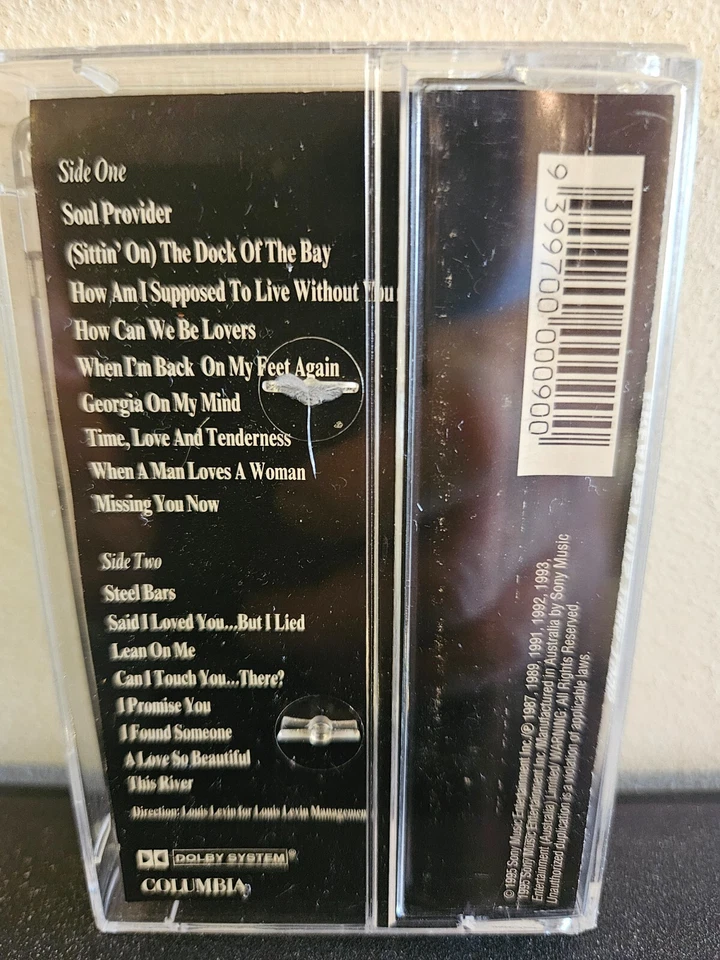 Side One
Soul Provider
(Sittin' On) The Dock Of The Bay
How Am I Supposed To Live Without You
How Can We Be Lovers
When I'm Back On My Feet Again
Georgia On My Mind
Time, Love And Tenderness
When A Man Loves A Woman
Missing You Now
Side Two
Steel Bars
Said I Loved You...But I Lied
Lean On Me
Can I Touch You...There?
I Promise You
I Found Someone
A Love So Beautiful
This River
Direction: Louis Levin for Louis Levin Management
DOLBY SYSTEM
COLUMBIA
9 399700 000900
© 1995 Sony Music Entertainment Inc./℗ 1987, 1989, 1991, 1992, 1993,
1995 Sony Music Entertainment Inc./Manufactured in Australia by Sony Music
Entertainment (Australia) Limited/ WARNING: All Rights Reserved.
Unauthorized duplication is a violation of applicable laws.